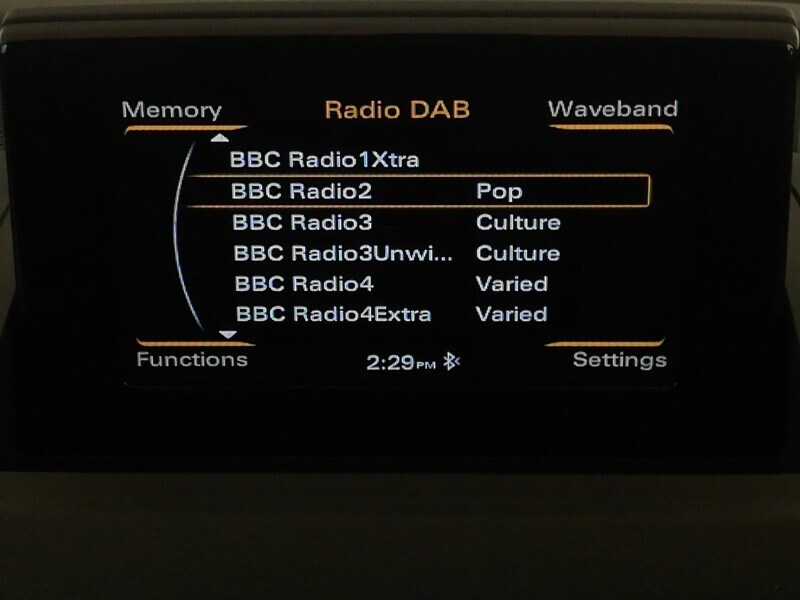 Memory Radio DAB Waveband
BBC Radio1Xtra
BBC Radio2 Pop
BBC Radio3 Culture
BBC Radio3Unwi... Culture
BBC Radio4 Varied
BBC Radio4Extra Varied
Functions 2:29PM Settings